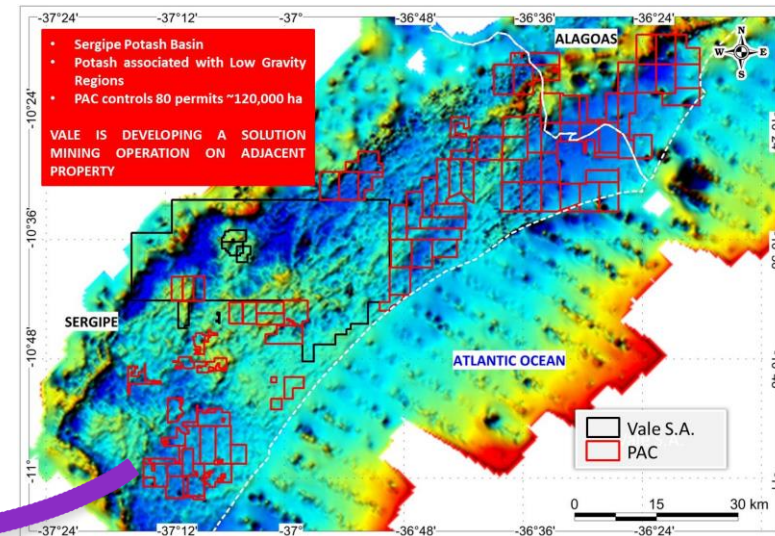 -37°24' -37°12' -37° -36°48' -36°36' -36°24'
• Sergipe Potash Basin
• Potash associated with Low Gravity
Regions
• PAC controls 80 permits ~120,000 ha
VALE IS DEVELOPING A SOLUTION
MINING OPERATION ON ADJACENT
PROPERTY
ALAGOAS
N
W E
S
-10°24'
-10°36'
SERGIPE
-10°48'
ATLANTIC OCEAN
-11°
Vale S.A.
PAC
0 15 30 km
-37°24' -37°12' -37° -36°48' -36°36' -36°24'